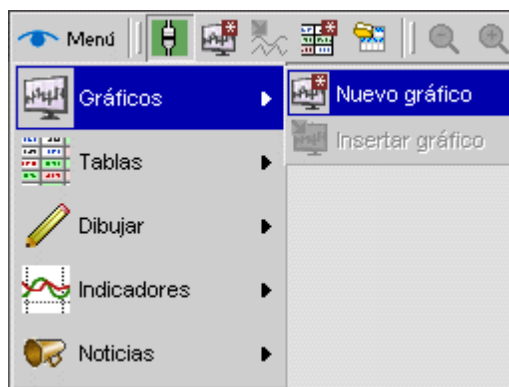 Menú
Gráficos
Nuevo gráfico
Insertar gráfico
Tablas
Dibujar
Indicadores
Noticias